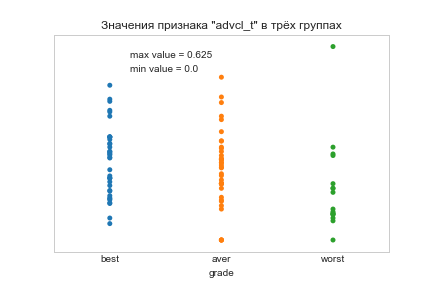 Значения признака "advcl_t" в трёх группах
max value = 0.625
min value = 0.0
best aver worst
grade